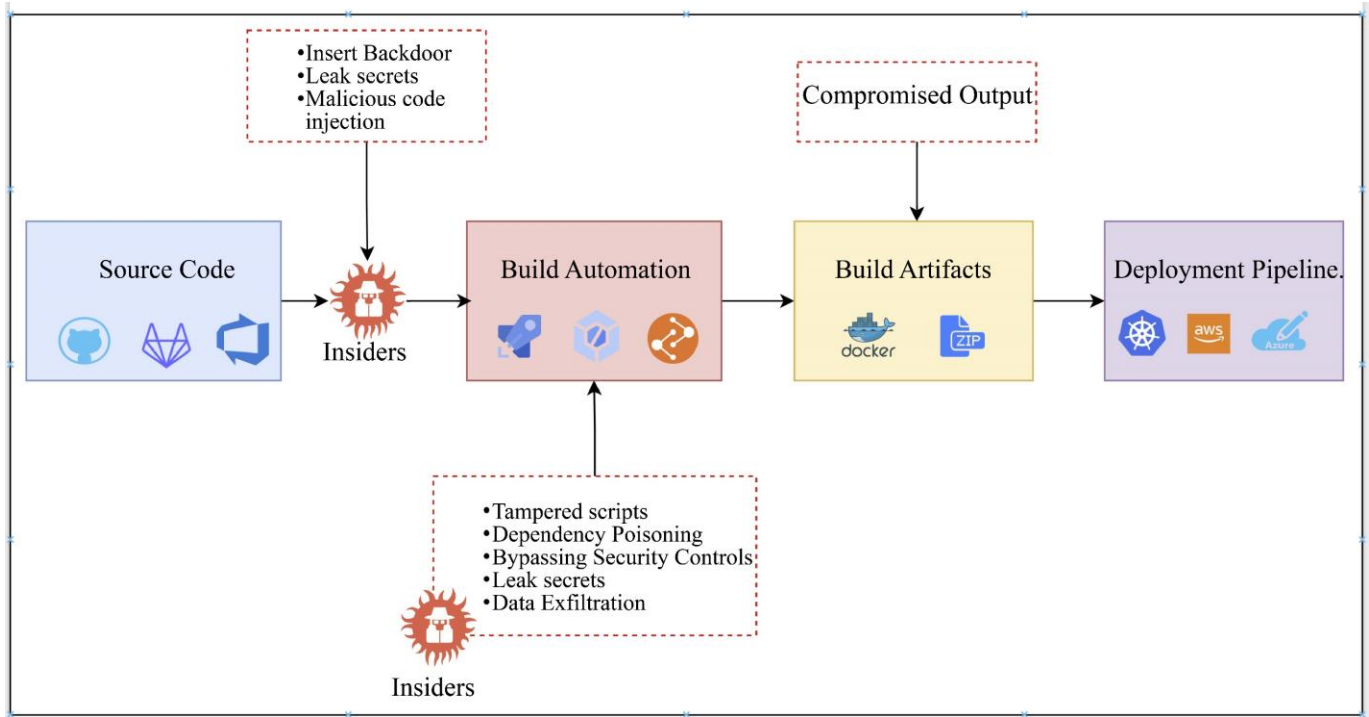 •Insert Backdoor
•Leak secrets
•Malicious code
injection
Compromised Output
Source Code
Insiders
Build Automation
Build Artifacts
docker
ZIP
Deployment Pipeline.
aws
Azure
•Tampered scripts
•Dependency Poisoning
•Bypassing Security Controls
•Leak secrets
•Data Exfiltration
Insiders